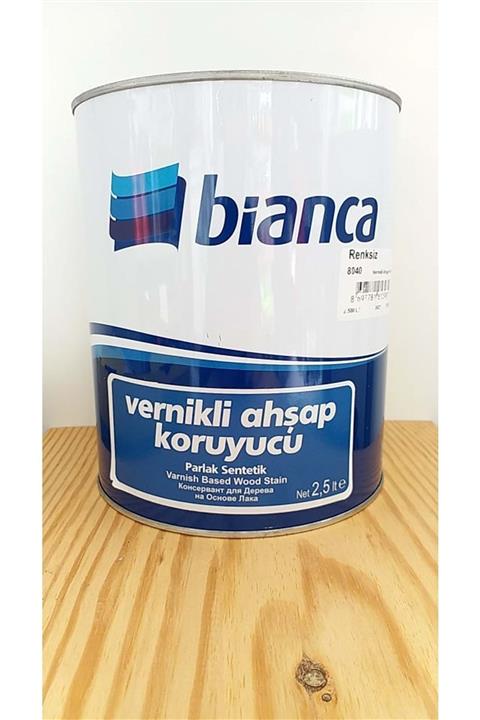 bianca
Renksiz
8040
vernikli ahşap
koruyucu
Parlak Sentetik
Varnish Based Wood Stain
Консервант для Дерева
на Основе Лака
Net 2,5 lt e